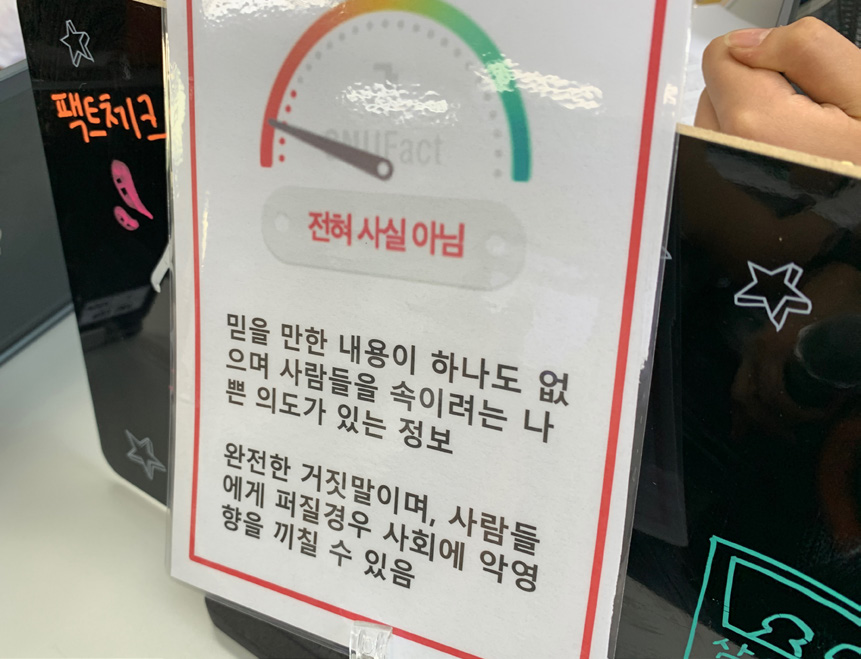 팩트체크
SNUFact
전혀 사실 아님
믿을 만한 내용이 하나도 없
으며 사람들을 속이려는 나
쁜 의도가 있는 정보
완전한 거짓말이며, 사람들
에게 퍼질경우 사회에 악영
향을 끼칠 수 있음